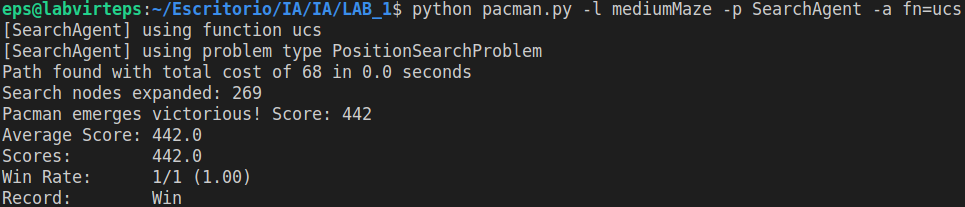 eps@labvirteps:~/Escritorio/IA/IA/LAB_1$ python pacman.py -l mediumMaze -p SearchAgent -a fn=ucs
[SearchAgent] using function ucs
[SearchAgent] using problem type PositionSearchProblem
Path found with total cost of 68 in 0.0 seconds
Search nodes expanded: 269
Pacman emerges victorious! Score: 442
Average Score: 442.0
Scores:        442.0
Win Rate:      1/1 (1.00)
Record:        Win